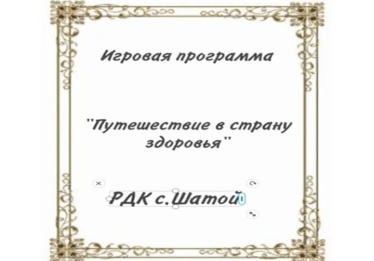 Игровая программа
"Путешествие в страну
здоровья"
РДК с.Шатой